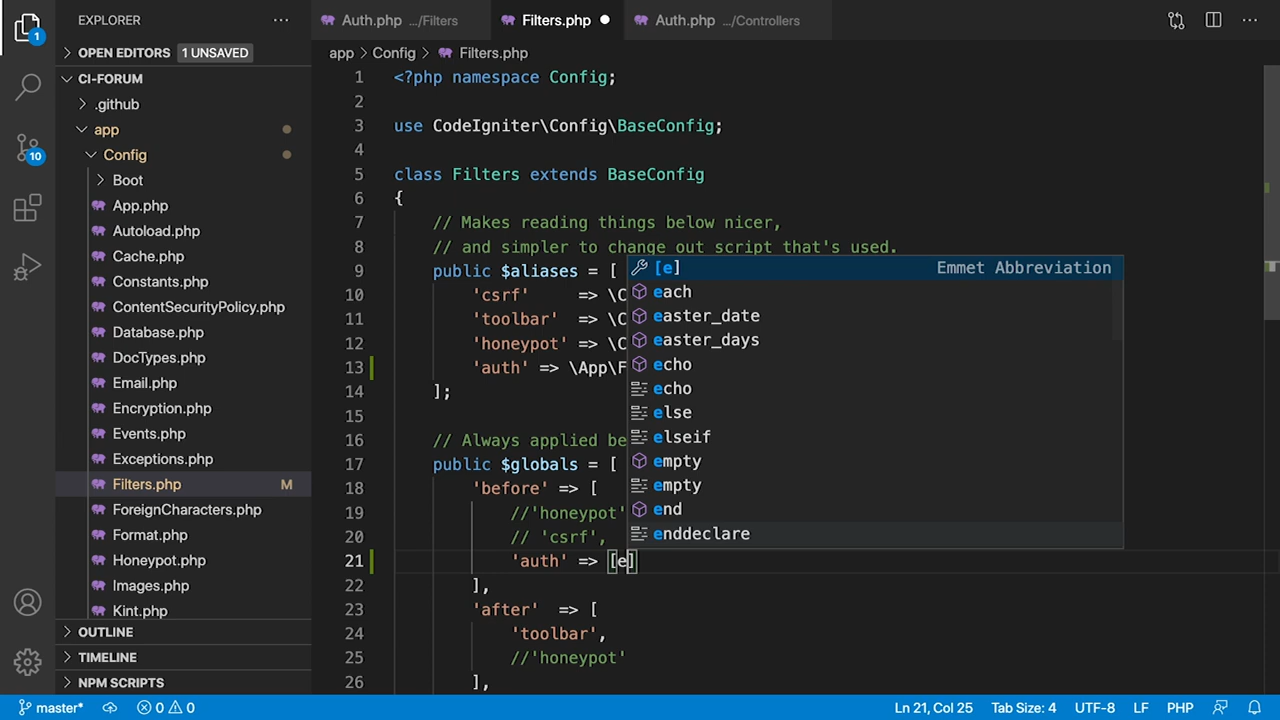 EXPLORER
Auth.php .../Filters
Filters.php
Auth.php .../Controllers
OPEN EDITORS 1 UNSAVED
CI-FORUM
.github
app
Config
Boot
App.php
Autoload.php
Cache.php
Constants.php
ContentSecurityPolicy.php
Database.php
DocTypes.php
Email.php
Encryption.php
Events.php
Exceptions.php
Filters.php M
ForeignCharacters.php
Format.php
Honeypot.php
Images.php
Kint.php
OUTLINE
TIMELINE
NPM SCRIPTS
1
10
app > Config > Filters.php
1 <?php namespace Config;
2
3 use CodeIgniter\Config\BaseConfig;
4
5 class Filters extends BaseConfig
6 {
7 // Makes reading things below nicer,
8 // and simpler to change out script that's used.
9 public $aliases = [
10 'csrf' => \C
11 'toolbar' => \C
12 'honeypot' => \C
13 'auth' => \App\F
14 ];
15
16 // Always applied be
17 public $globals = [
18 'before' => [
19 //'honeypot'
20 // 'csrf',
21 'auth' => [e]
22 ],
23 'after' => [
24 'toolbar',
25 //'honeypot'
26 ],
[e] Emmet Abbreviation
each
easter_date
easter_days
echo
echo
else
elseif
empty
empty
end
enddeclare
master* 0 0 Ln 21, Col 25 Tab Size: 4 UTF-8 LF PHP